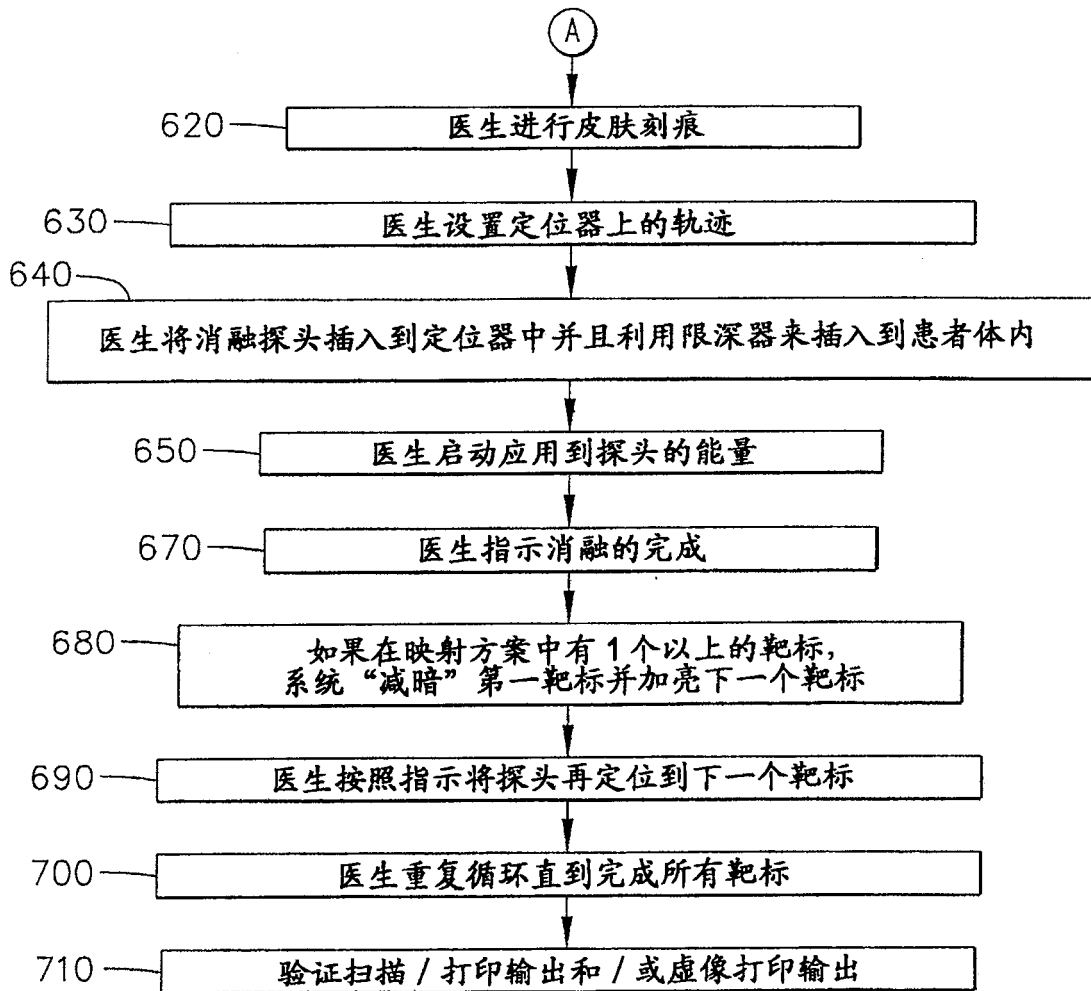 A
620
医生进行皮肤刻痕
630
医生设置定位器上的轨迹
640
医生将消融探头插入到定位器中并且利用限深器来插入到患者体内
650
医生启动应用到探头的能量
670
医生指示消融的完成
680
如果在映射方案中有1个以上的靶标，
系统“减暗”第一靶标并加亮下一个靶标
690
医生按照指示将探头再定位到下一个靶标
700
医生重复循环直到完成所有靶标
710
验证扫描/打印输出和/或虚像打印输出